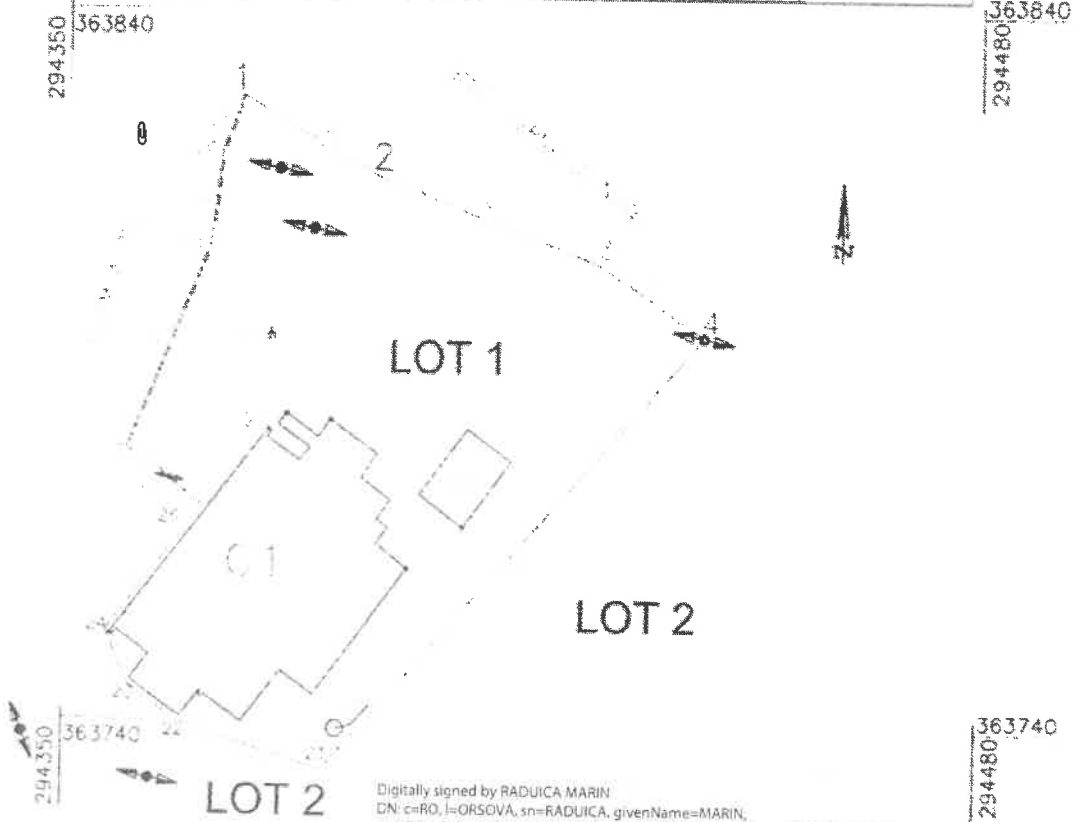 363840
294350
363840
294480
2
4
LOT 1
C1
LOT 2
363740
294350
22
363740
294480
LOT 2
Digitally signed by RADUICA MARIN
DN: c=RO, l=ORSOVA, sn=RADUICA, givenName=MARIN,